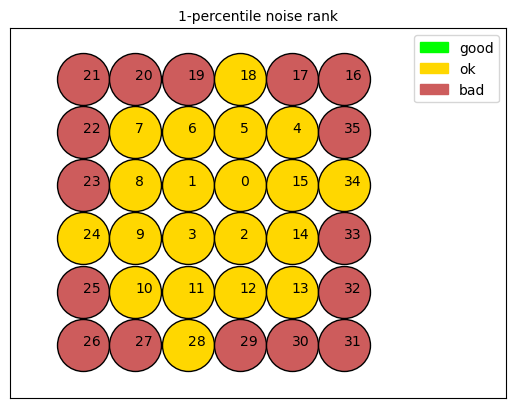 1-percentile noise rank
good
ok
bad
21 20 19 18 17 16
22 7 6 5 4 35
23 8 1 0 15 34
24 9 3 2 14 33
25 10 11 12 13 32
26 27 28 29 30 31